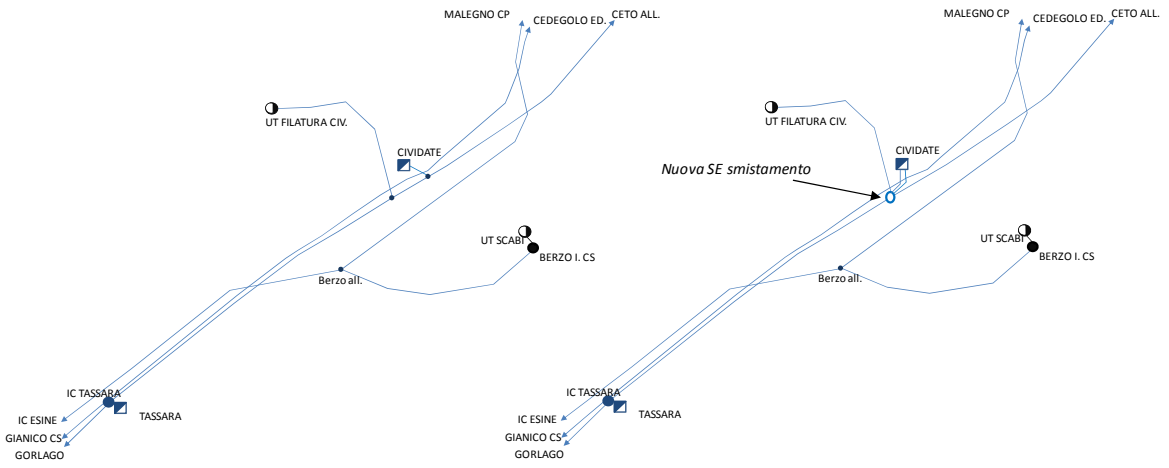 MALEGNO CP
CEDEGOLO ED.
CETO ALL.
UT FILATURA CIV.
CIVIDATE
UT SCABI
BERZO I. CS
Berzo all.
IC TASSARA
TASSARA
IC ESINE
GIANICO CS
GORLAGO
MALEGNO CP
CEDEGOLO ED.
CETO ALL.
UT FILATURA CIV.
CIVIDATE
Nuova SE smistamento
UT SCABI
BERZO I. CS
Berzo all.
IC TASSARA
TASSARA
IC ESINE
GIANICO CS
GORLAGO